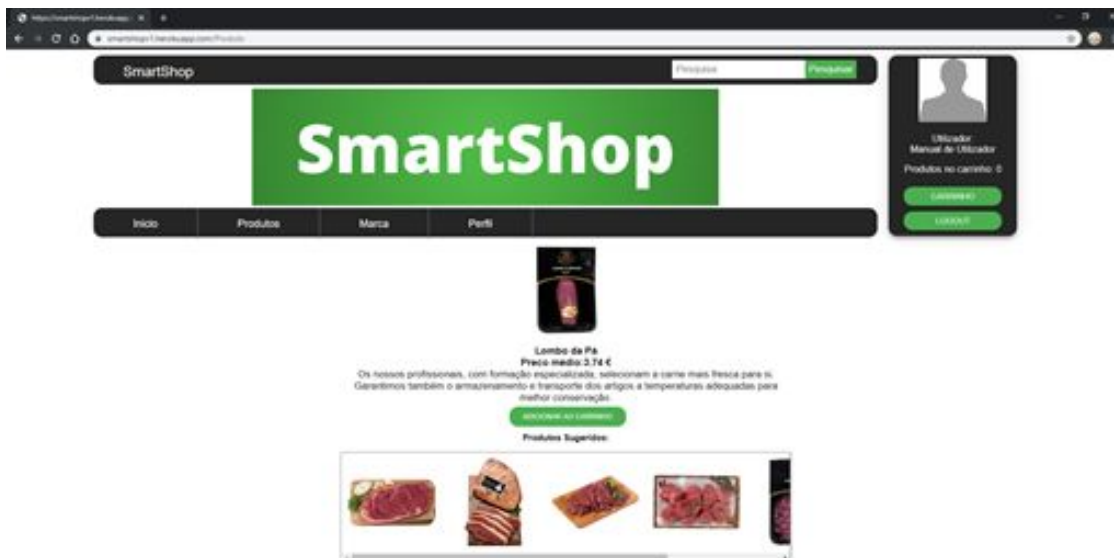 SmartShop
Pesquisa
Pesquisar
SmartShop
Início
Produtos
Marca
Perfil
Utilizador
Manual de Utilizador
Produtos no carrinho: 0
CARRINHO
LOGOUT
Lombo da Pá
Preco médio:3,74 €
Os nossos profissionais, com formação especializada, selecionam a carne mais fresca para si.
Garantimos também o armazenamento e transporte dos artigos a temperaturas adequadas para
melhor conservação.
ADICIONAR AO CARRINHO
Produtos Sugeridos: